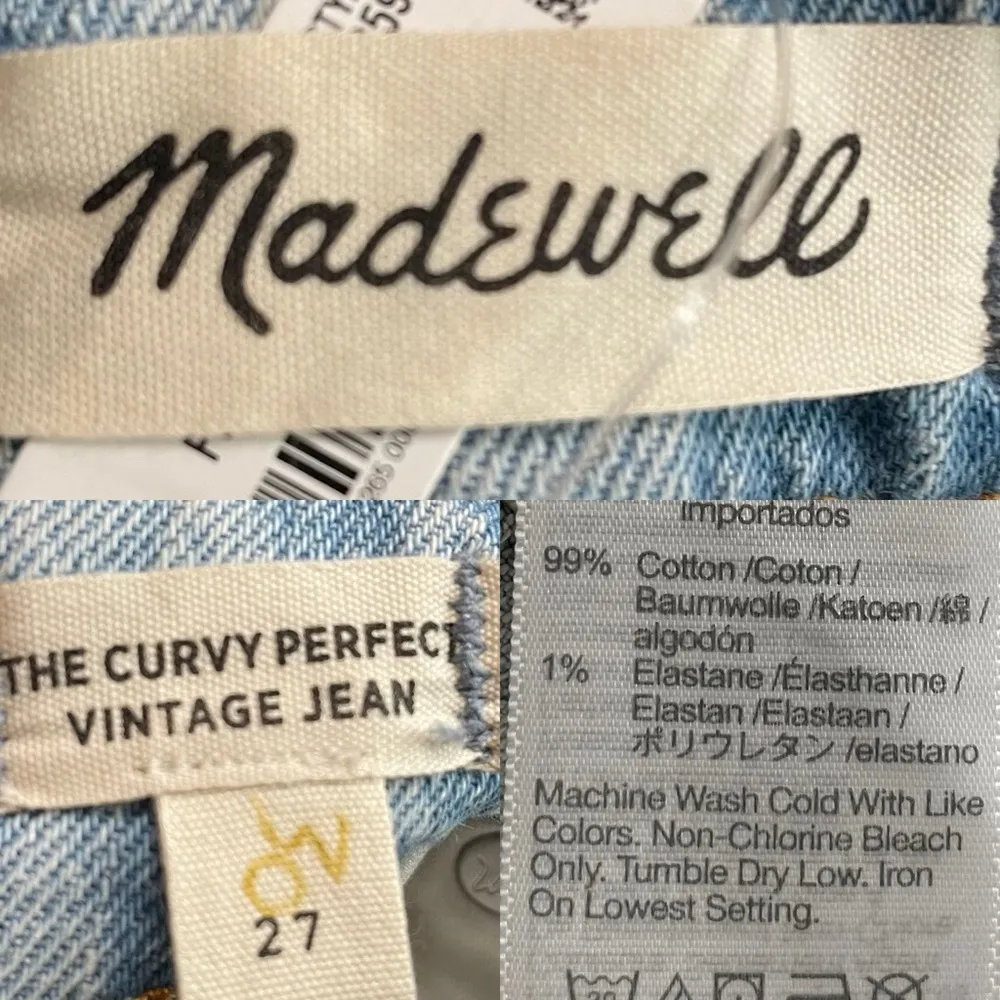 Madewell
THE CURVY PERFECT
VINTAGE JEAN
27
importados
99% Cotton /Coton /
Baumwolle /Katoen /綿 /
algodón
1% Elastane /Élasthanne /
Elastan /Elastaan /
ポリウレタン /elastano
Machine Wash Cold With Like
Colors. Non-Chlorine Bleach
Only. Tumble Dry Low. Iron
On Lowest Setting.